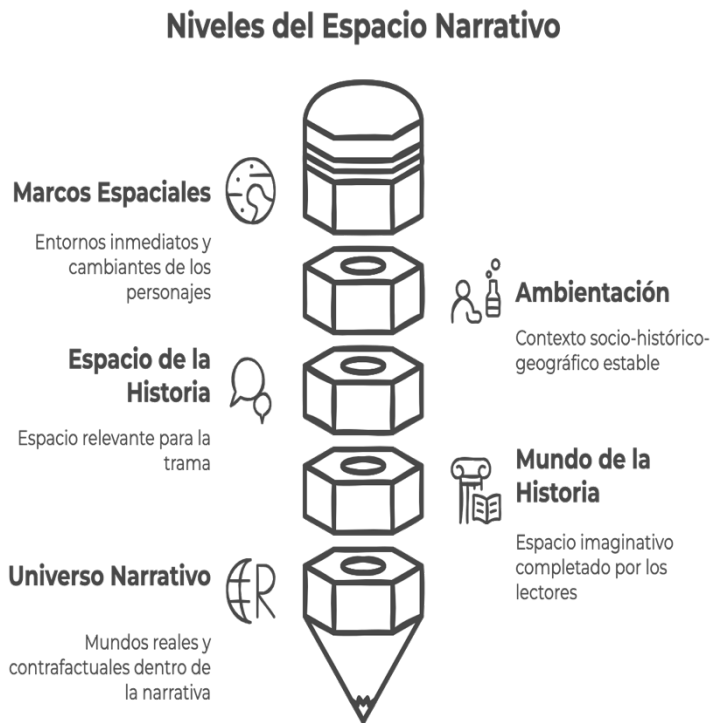 Niveles del Espacio Narrativo
Marcos Espaciales
Entornos inmediatos y
cambiantes de los
personajes
Ambientación
Contexto socio-histórico-
geográfico estable
Espacio de la
Historia
Espacio relevante para la
trama
Mundo de la
Historia
Espacio imaginativo
completado por los
lectores
Universo Narrativo
R
Mundos reales y
contrafactuales dentro de
la narrativa